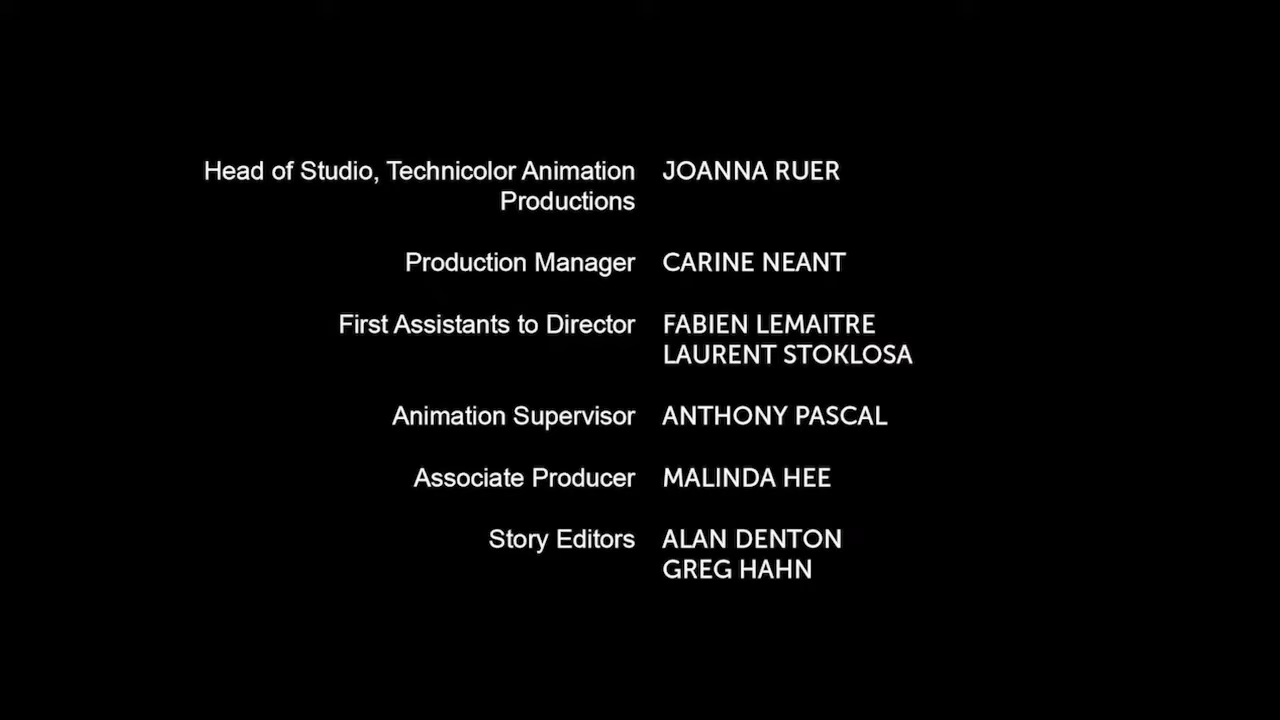 Head of Studio, Technicolor Animation Productions JOANNA RUER
Production Manager CARINE NEANT
First Assistants to Director FABIEN LEMAITRE
LAURENT STOKLOSA
Animation Supervisor ANTHONY PASCAL
Associate Producer MALINDA HEE
Story Editors ALAN DENTON
GREG HAHN